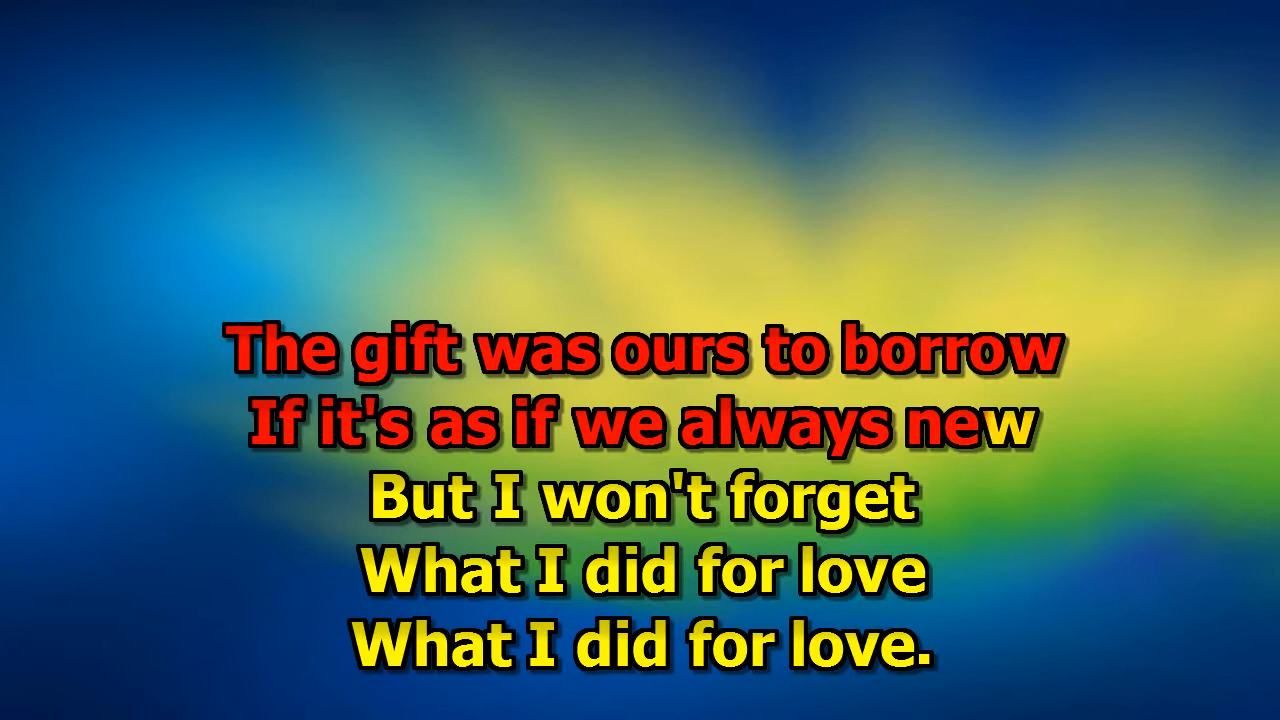 The gift was ours to borrow
If it's as if we always new
But I won't forget
What I did for love
What I did for love.